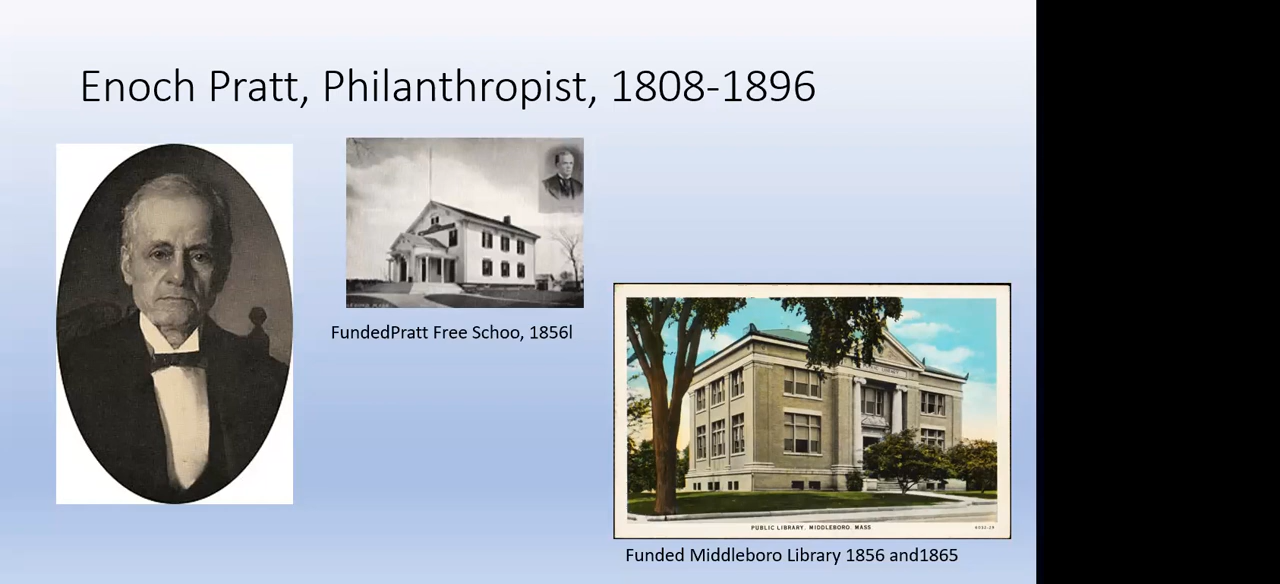 Enoch Pratt, Philanthropist, 1808-1896
FundedPratt Free Schoo, 1856l
PUBLIC LIBRARY, MIDDLEBORO, MASS
Funded Middleboro Library 1856 and1865